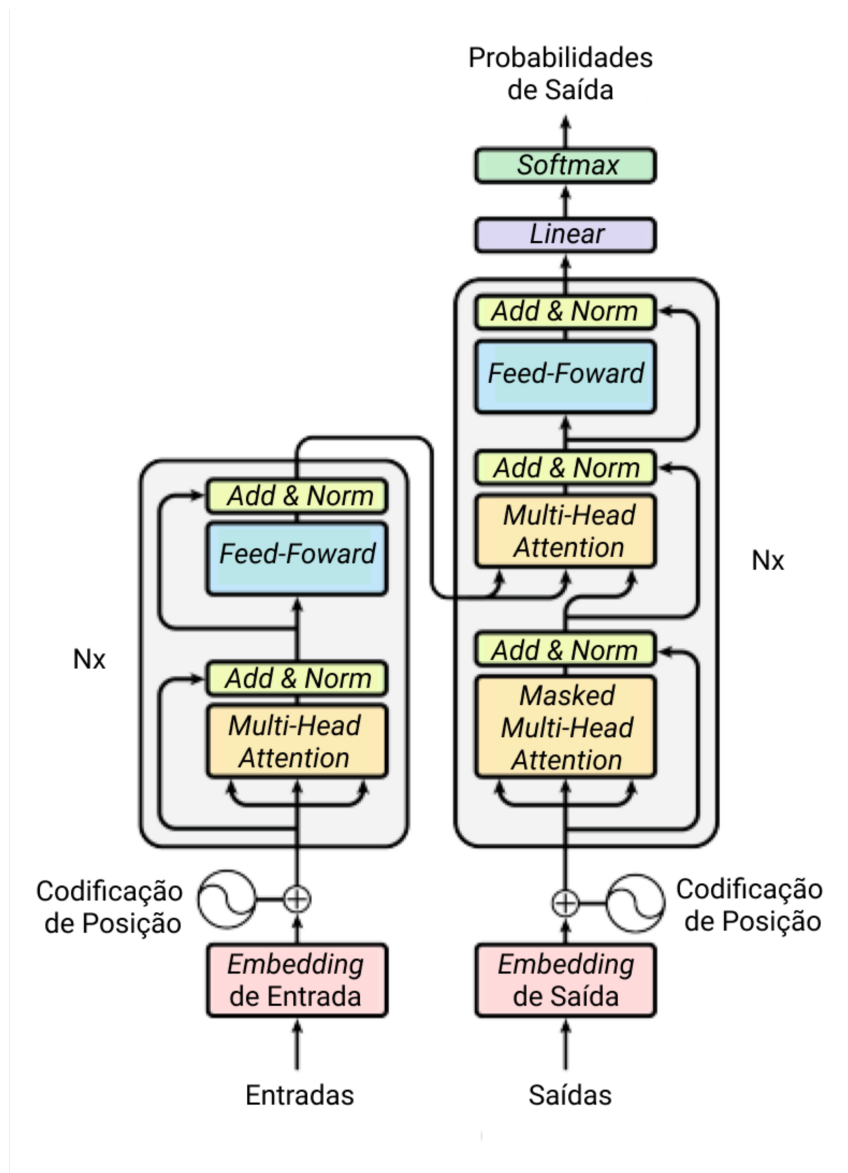 Probabilidades
de Saída
Softmax
Linear
Add & Norm
Feed-Foward
Add & Norm
Multi-Head
Attention
Nx
Add & Norm
Masked
Multi-Head
Attention
Add & Norm
Feed-Foward
Nx
Add & Norm
Multi-Head
Attention
Codificação
de Posição
Codificação
de Posição
Embedding
de Entrada
Embedding
de Saída
Entradas
Saídas